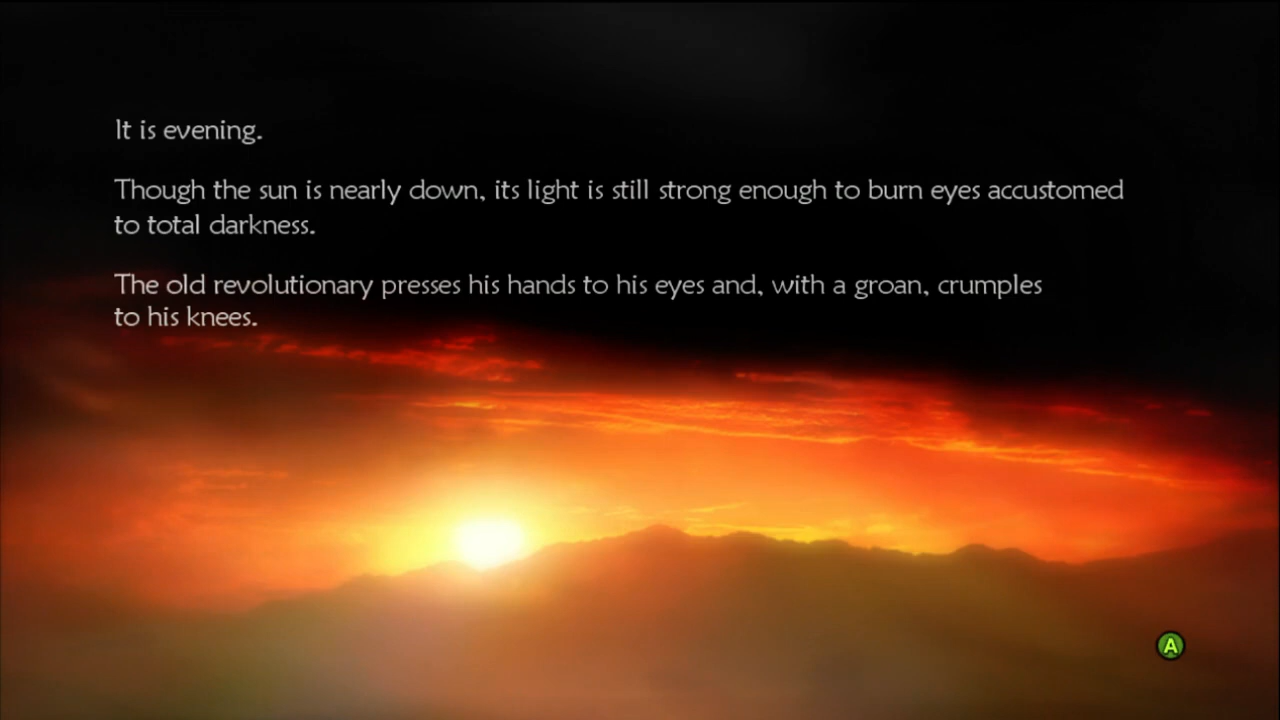 It is evening.
Though the sun is nearly down, its light is still strong enough to burn eyes accustomed
to total darkness.
The old revolutionary presses his hands to his eyes and, with a groan, crumples
to his knees.
A